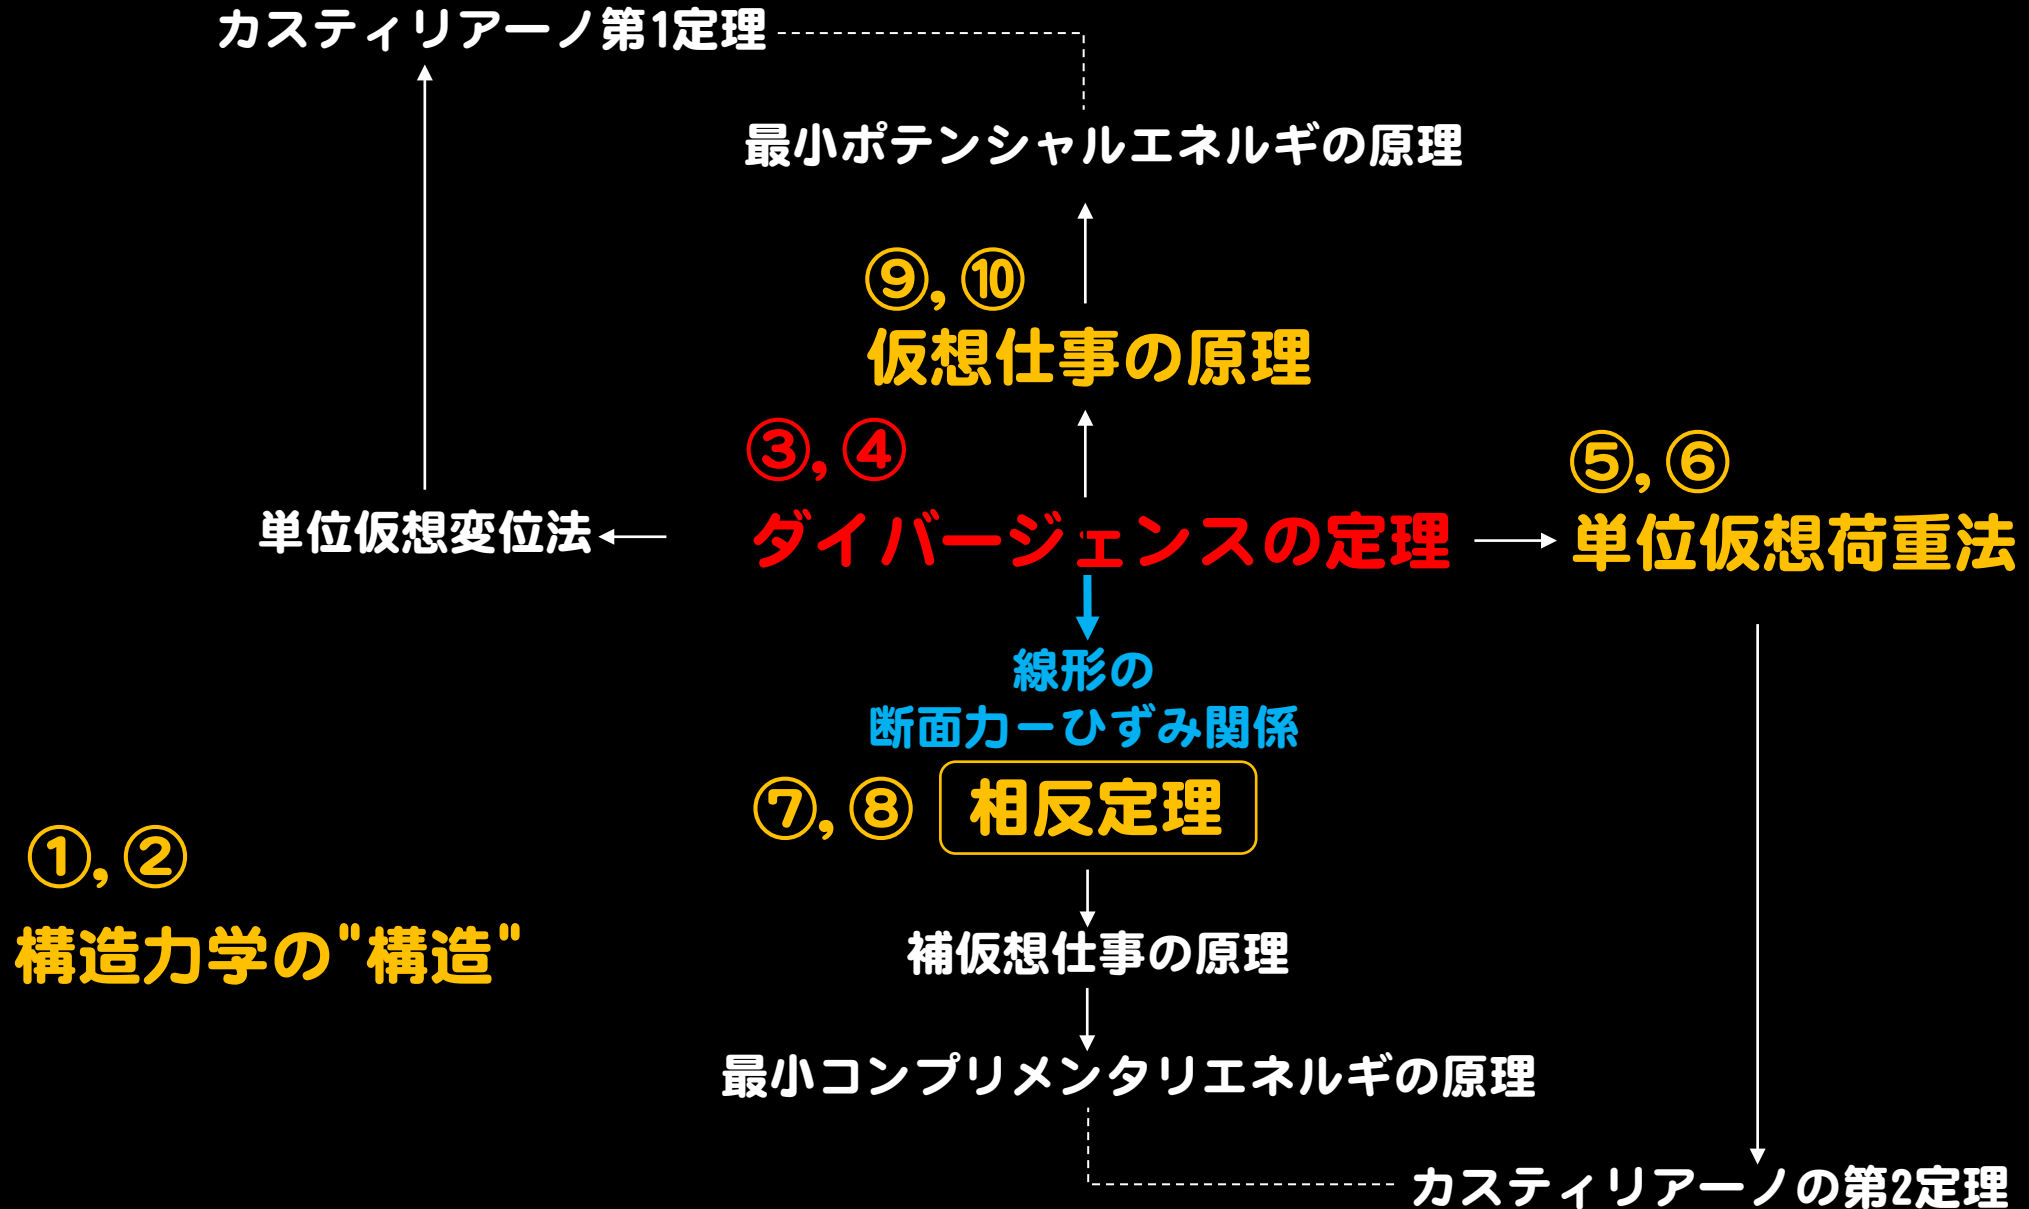 カスティリアーノ第1定理
最小ポテンシャルエネルギの原理
⑨,⑩
仮想仕事の原理
③,④
⑤,⑥
単位仮想変位法
ダイバージェンスの定理
単位仮想荷重法
線形の
断面力ーひずみ関係
⑦,⑧
相反定理
①,②
構造力学の"構造"
補仮想仕事の原理
最小コンプリメンタリエネルギの原理
カスティリアーノの第2定理